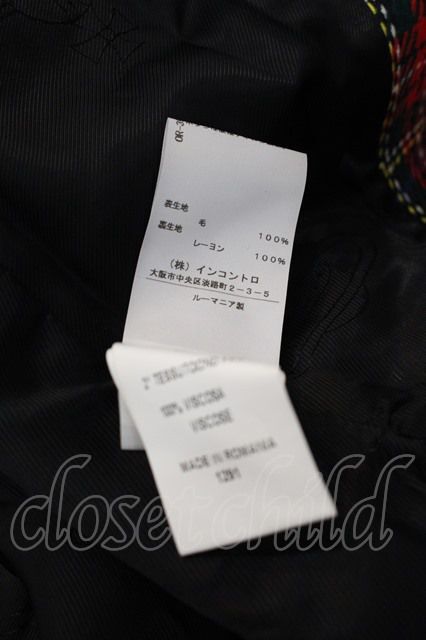 表生地
毛 100%
裏生地
レーヨン 100%
(株) インコントロ
大阪市中央区淡路町2-3-5
ルーマニア製
100% VISCOSA
VISCOSE
MADE IN ROMANIA
1291
closetchild